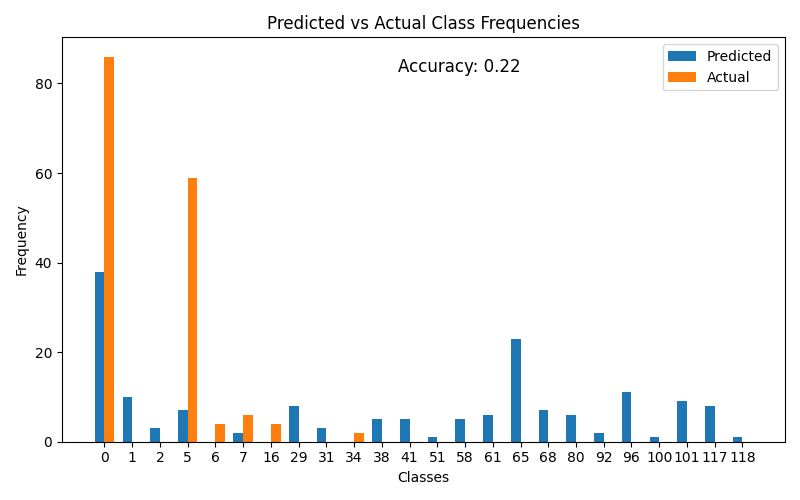 Predicted vs Actual Class Frequencies
Accuracy: 0.22
Predicted
Actual
Frequency
80
60
40
20
0
0 1 2 5 6 7 16 29 31 34 38 41 51 58 61 65 68 80 92 96 100 101 117 118
Classes